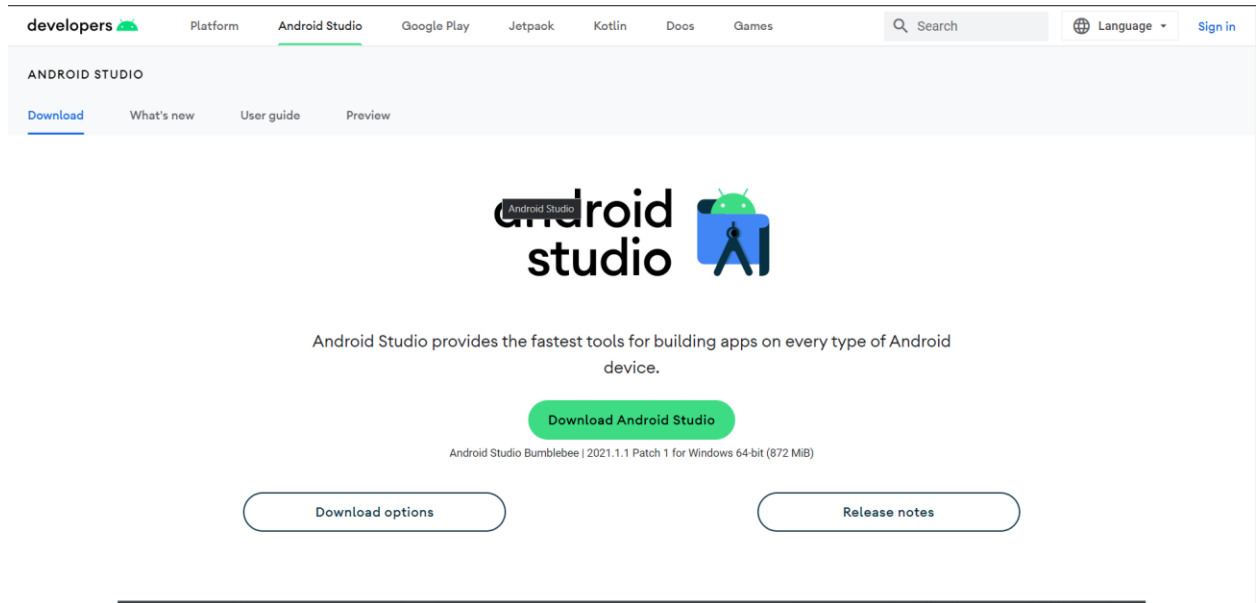 developers Platform Android Studio Google Play Jetpack Kotlin Docs Games Search Language Sign in
ANDROID STUDIO
Download What's new User guide Preview
android
Android Studio
studio
Android Studio provides the fastest tools for building apps on every type of Android
device.
Download Android Studio
Android Studio Bumblebee | 2021.1.1 Patch 1 for Windows 64-bit (872 MiB)
Download options Release notes